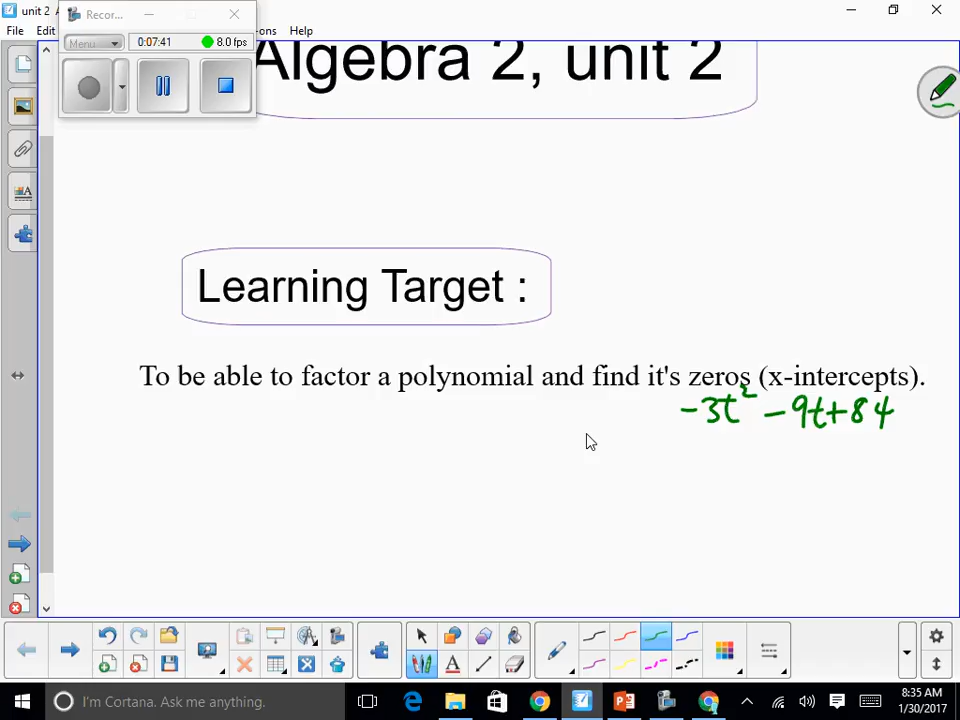 unit 2
Recor...
File Edi
-ons Help
Menu
0:07:41
8.0 fps
Algebra 2, unit 2
Learning Target :
To be able to factor a polynomial and find it's zeros (x-intercepts).
-3t² -9t+84
I'm Cortana. Ask me anything.
8:35 AM
1/30/2017